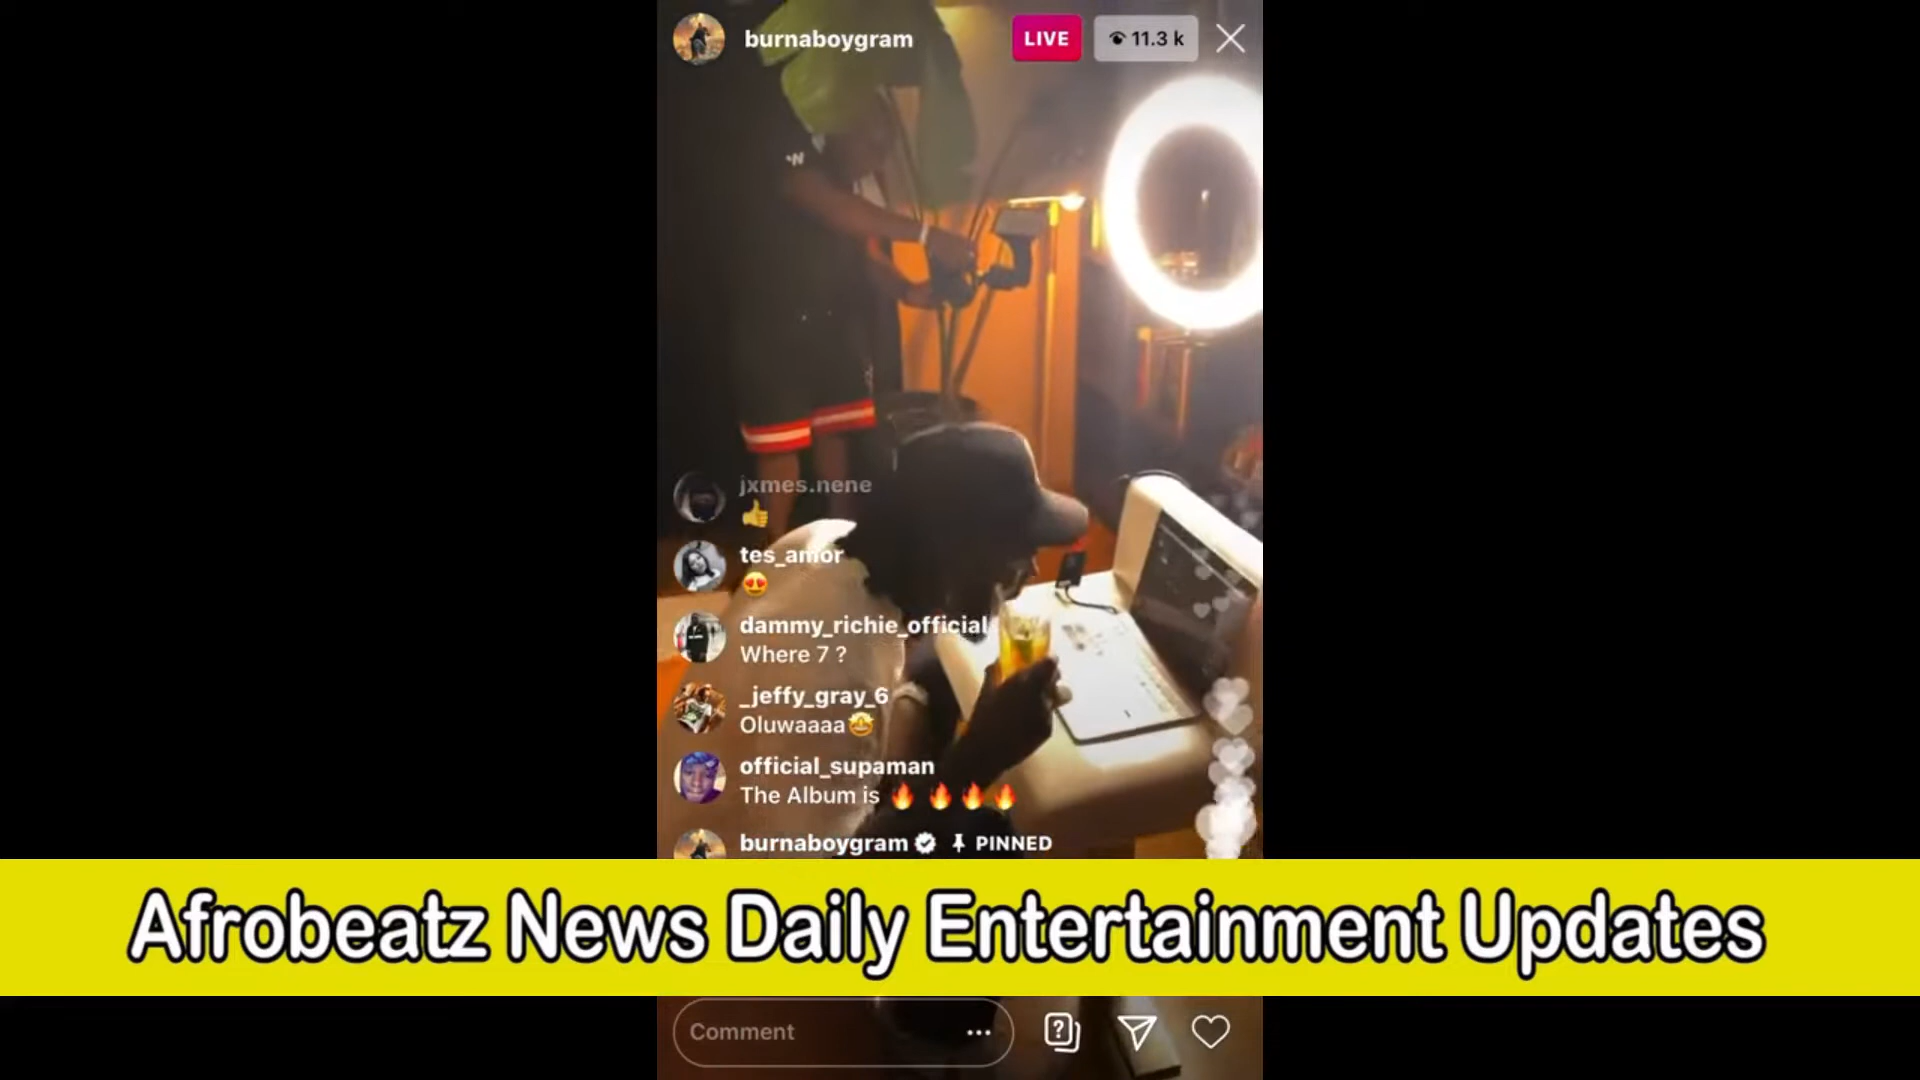 burnaboygram LIVE 11.3 k
jxmes.nene
👍
tes_amor
😍
dammy_richie_official
Where 7 ?
_jeffy_gray_6
Oluwaaaa🤩
official_supaman
The Album is 🔥 🔥 🔥 🔥
burnaboygram PINNED
Afrobeatz News Daily Entertainment Updates
Comment